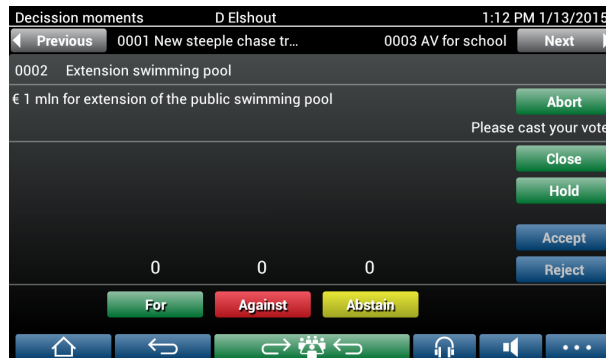 Decission moments D Elshout 1:12 PM 1/13/2015
Previous 0001 New steeple chase tr... 0003 AV for school Next
0002 Extension swimming pool
€ 1 mln for extension of the public swimming pool
Abort
Please cast your vote
Close
Hold
Accept
0 0 0
Reject
For Against Abstain